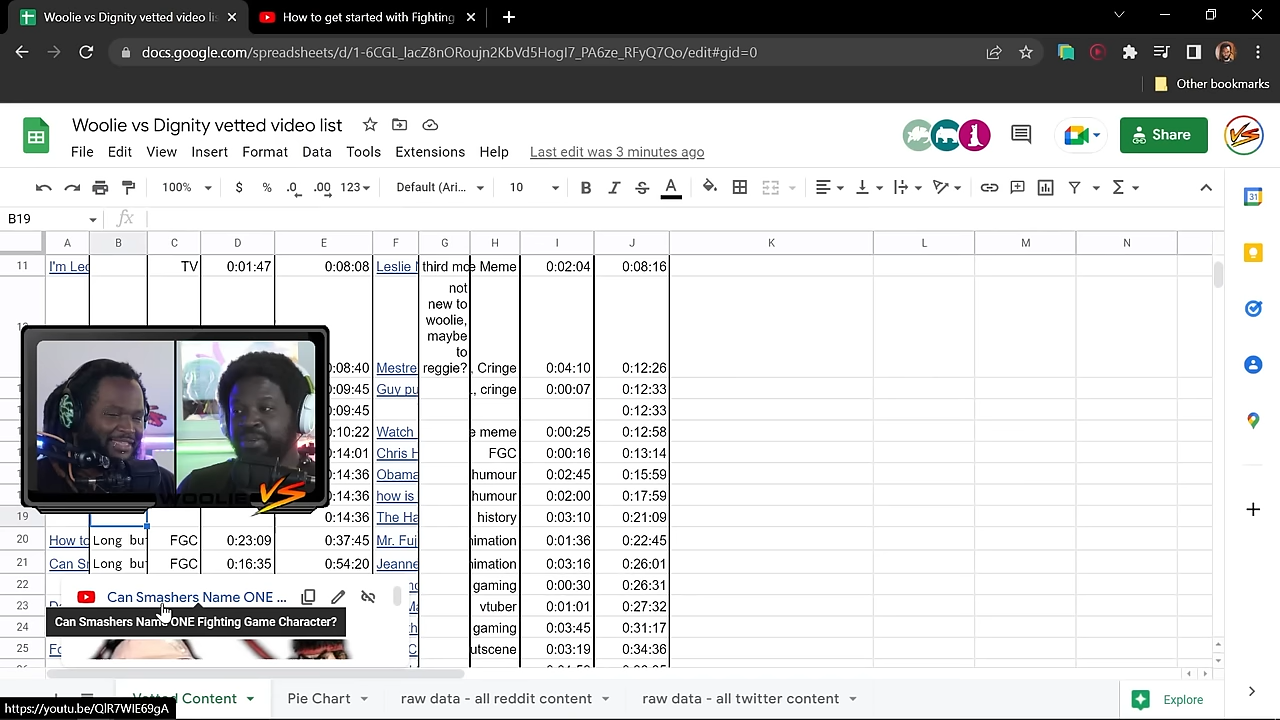 Woolie vs Dignity vetted video lis
How to get started with Fighting
docs.google.com/spreadsheets/d/1-6CGL_lacZ8nORoujn2KbVd5HogI7_PA6ze_RFyQ7Qo/edit#gid=0
Other bookmarks
Woolie vs Dignity vetted video list
File Edit View Insert Format Data Tools Extensions Help Last edit was 3 minutes ago
Share
VS
100% $ % .0 .00 123 Default (Ari... 10 B I S A
B19 fx
A B C D E F G H I J K L M N
11 I'm Leo TV 0:01:47 0:08:08 Leslie N third mo e Meme 0:02:04 0:08:16
not
new to
woolie,
maybe
to
0:08:40 Mestre reggie? , Cringe 0:04:10 0:12:26
0:09:45 Guy pu , cringe 0:00:07 0:12:33
0:09:45 0:12:33
0:10:22 Watch e meme 0:00:25 0:12:58
0:14:01 Chris H FGC 0:00:16 0:13:14
0:14:36 Obama humour 0:02:45 0:15:59
0:14:36 how is humour 0:02:00 0:17:59
WOOLIE VS
19 0:14:36 The Ha history 0:03:10 0:21:09
20 How to Long bu FGC 0:23:09 0:37:45 Mr. Fuj nimation 0:01:36 0:22:45
21 Can Sr Long bu FGC 0:16:35 0:54:20 Jeanne nimation 0:03:16 0:26:01
22 gaming 0:00:30 0:26:31
Can Smashers Name ONE ...
23 vtuber 0:01:01 0:27:32
Can Smashers Name ONE Fighting Game Character?
24 gaming 0:03:45 0:31:17
25 Fo utscene 0:03:19 0:34:36
Vetted Content Pie Chart raw data - all reddit content raw data - all twitter content Explore
https://youtu.be/QlR7WlE69gA